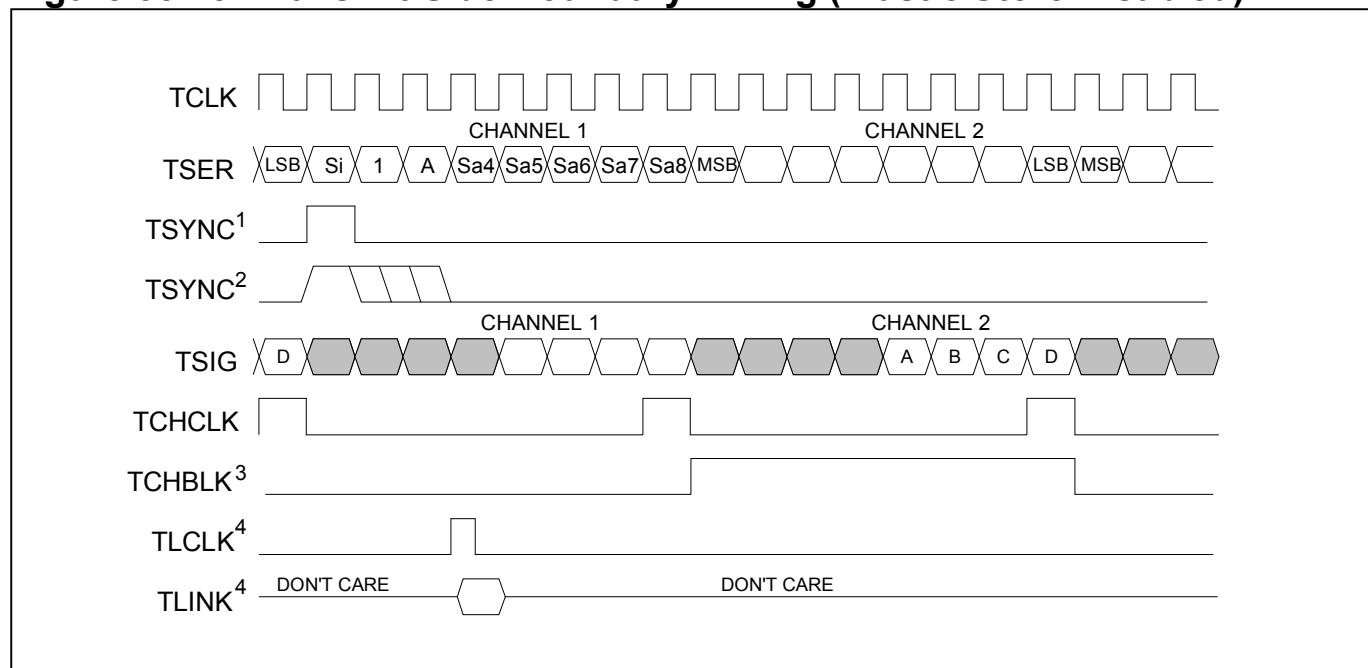 TCLK
CHANNEL 1 CHANNEL 2
TSER LSB Si 1 A Sa4 Sa5 Sa6 Sa7 Sa8 MSB LSB MSB
TSYNC1
TSYNC2
CHANNEL 1 CHANNEL 2
TSIG D A B C D
TCHCLK
TCHBLK3
TLCLK4
TLINK4 DON'T CARE DON'T CARE